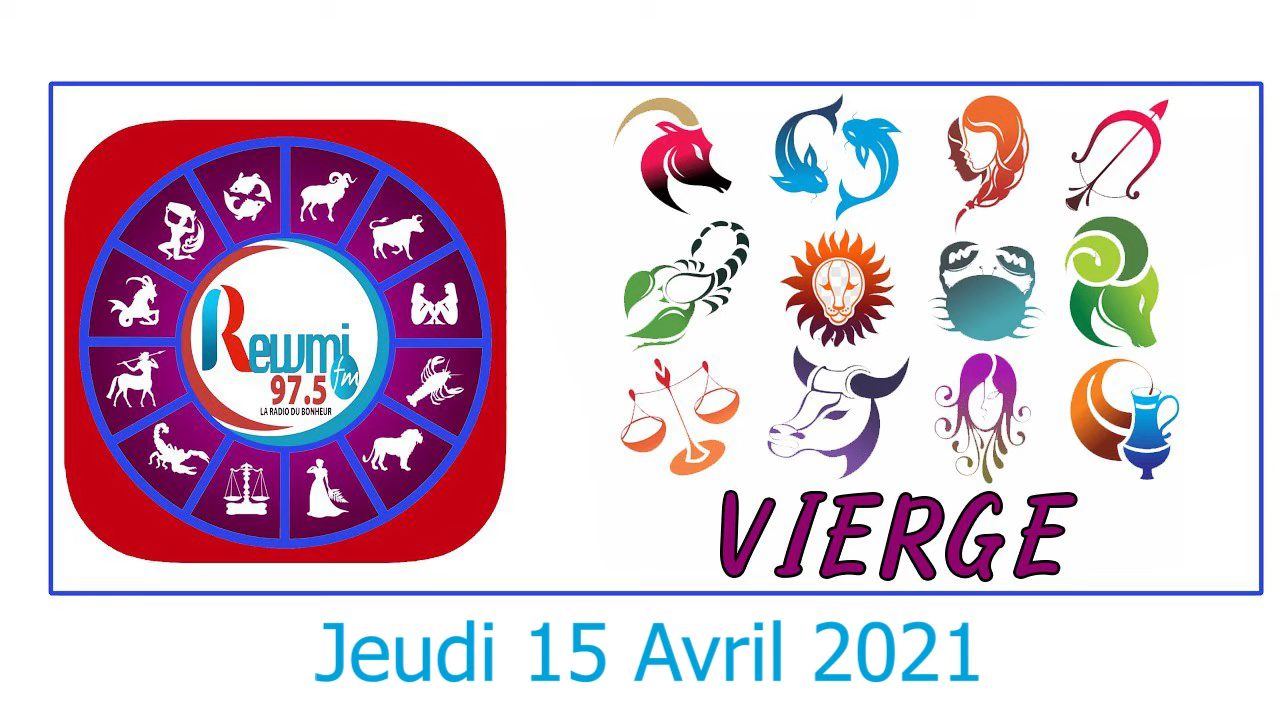 Rewmi
fm
97.5
LA RADIO DU BONHEUR
VIERGE
Jeudi 15 Avril 2021